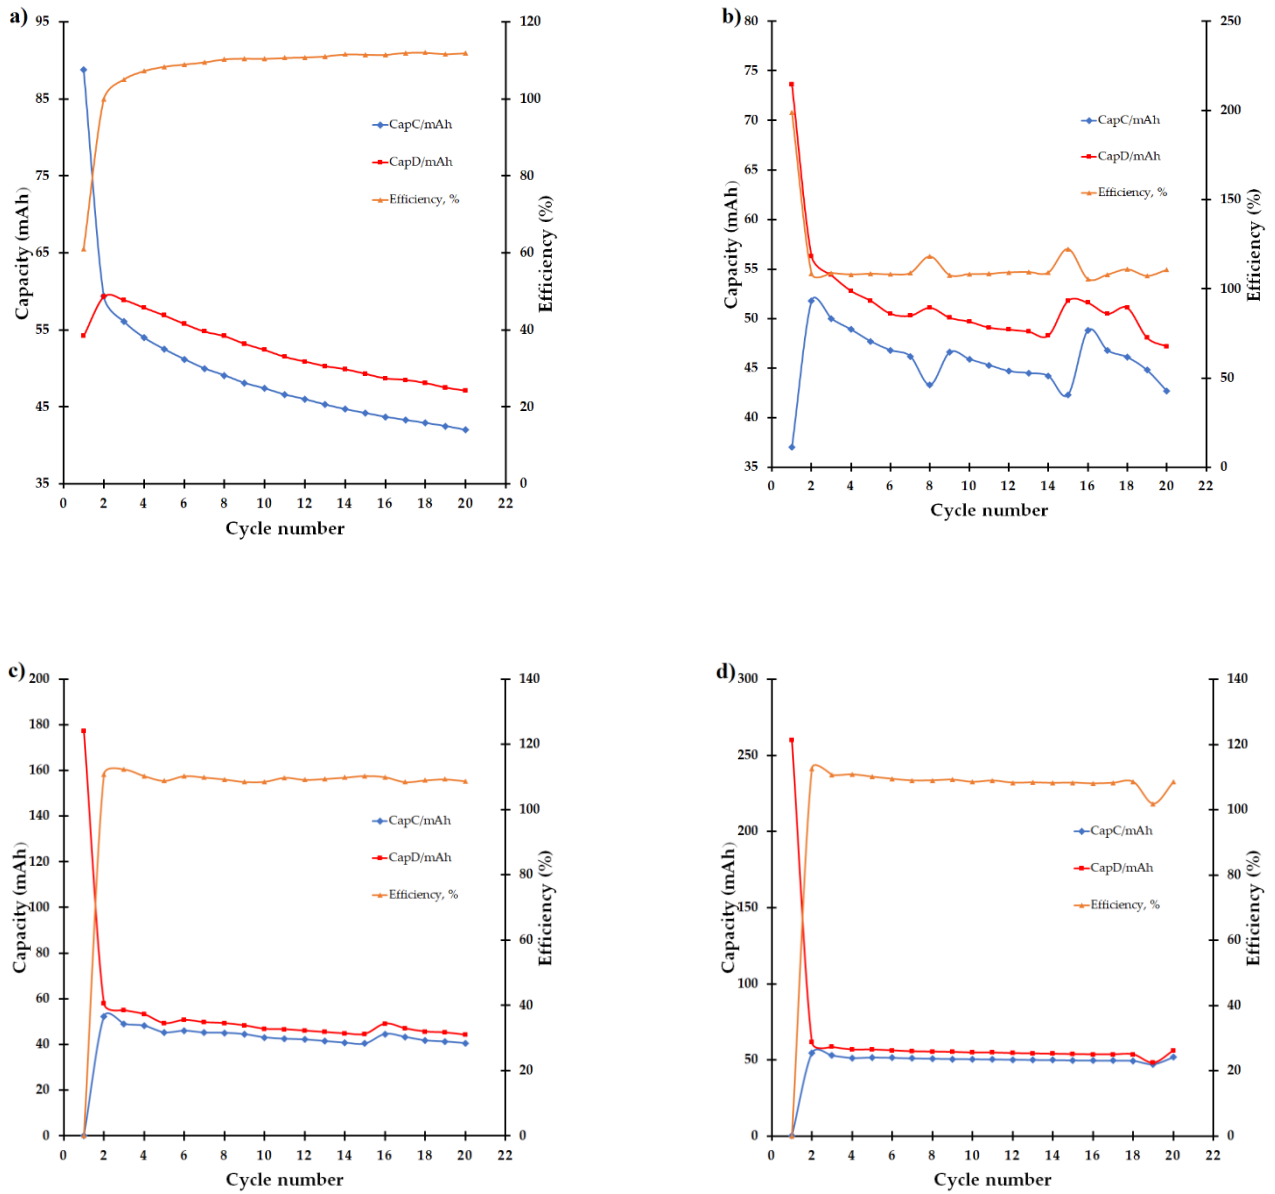 a)
95
85
75
65
55
45
35
Capacity (mAh)
120
100
80
60
40
20
0
Efficiency (%)
CapC/mAh
CapD/mAh
Efficiency, %
0 2 4 6 8 10 12 14 16 18 20 22
Cycle number
b)
80
75
70
65
60
55
50
45
40
35
Capacity (mAh)
250
200
150
100
50
0
Efficiency (%)
CapC/mAh
CapD/mAh
Efficiency, %
0 2 4 6 8 10 12 14 16 18 20 22
Cycle number
c)
200
180
160
140
120
100
80
60
40
20
0
Capacity (mAh)
140
120
100
80
60
40
20
0
Efficiency (%)
CapC/mAh
CapD/mAh
Efficiency, %
0 2 4 6 8 10 12 14 16 18 20 22
Cycle number
d)
300
250
200
150
100
50
0
Capacity (mAh)
140
120
100
80
60
40
20
0
Efficiency (%)
CapC/mAh
CapD/mAh
Efficiency, %
0 2 4 6 8 10 12 14 16 18 20 22
Cycle number